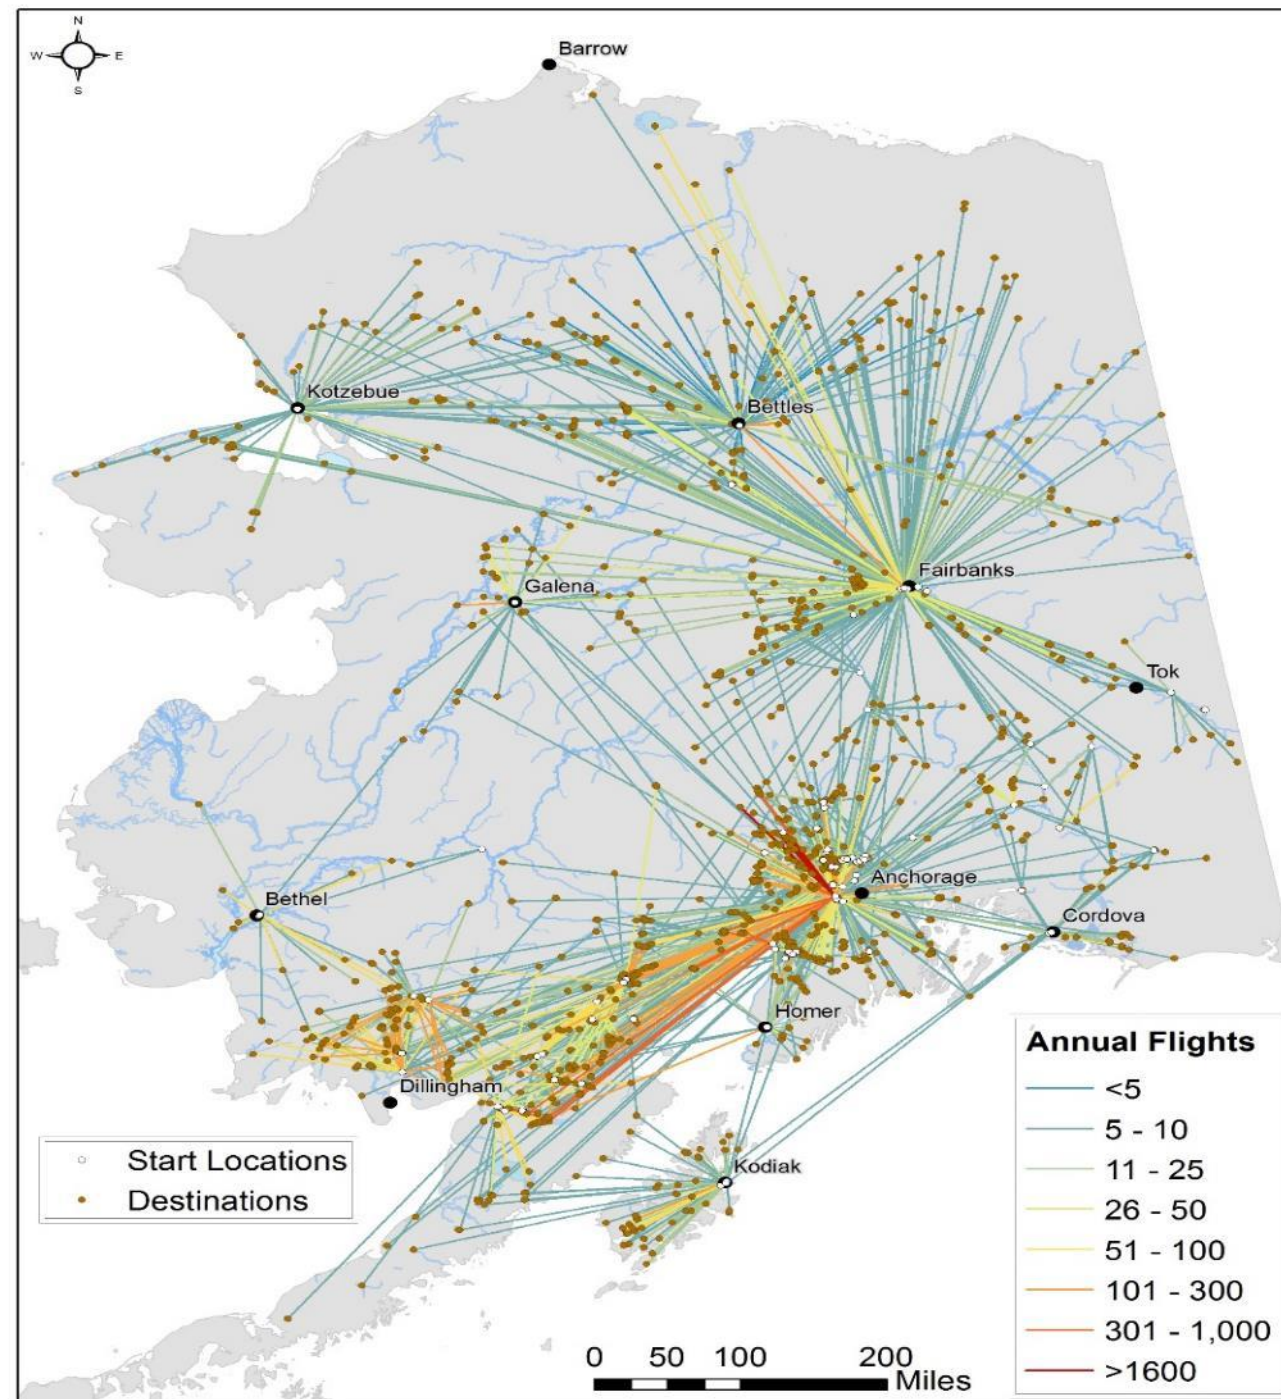 N
W E
S
Barrow
Kotzebue
Bettles
Galena
Fairbanks
Tok
Bethel
Anchorage
Cordova
Homer
Dillingham
Kodiak
Start Locations
Destinations
Annual Flights
<5
5 - 10
11 - 25
26 - 50
51 - 100
101 - 300
301 - 1,000
>1600
0 50 100 200
Miles